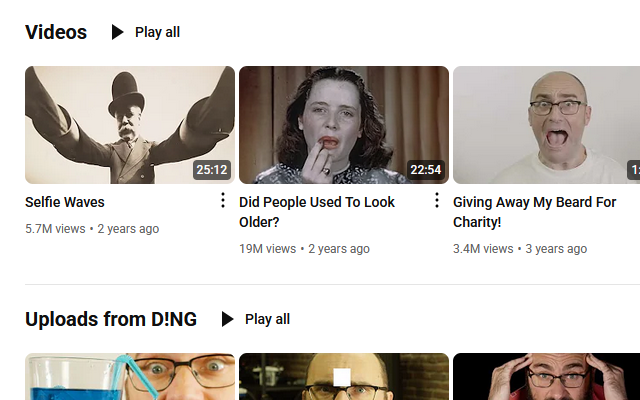 Videos
Play all
25:12
22:54
Selfie Waves
Did People Used To Look
Older?
Giving Away My Beard For
Charity!
5.7M views • 2 years ago
19M views • 2 years ago
3.4M views • 3 years ago
Uploads from D!NG
Play all